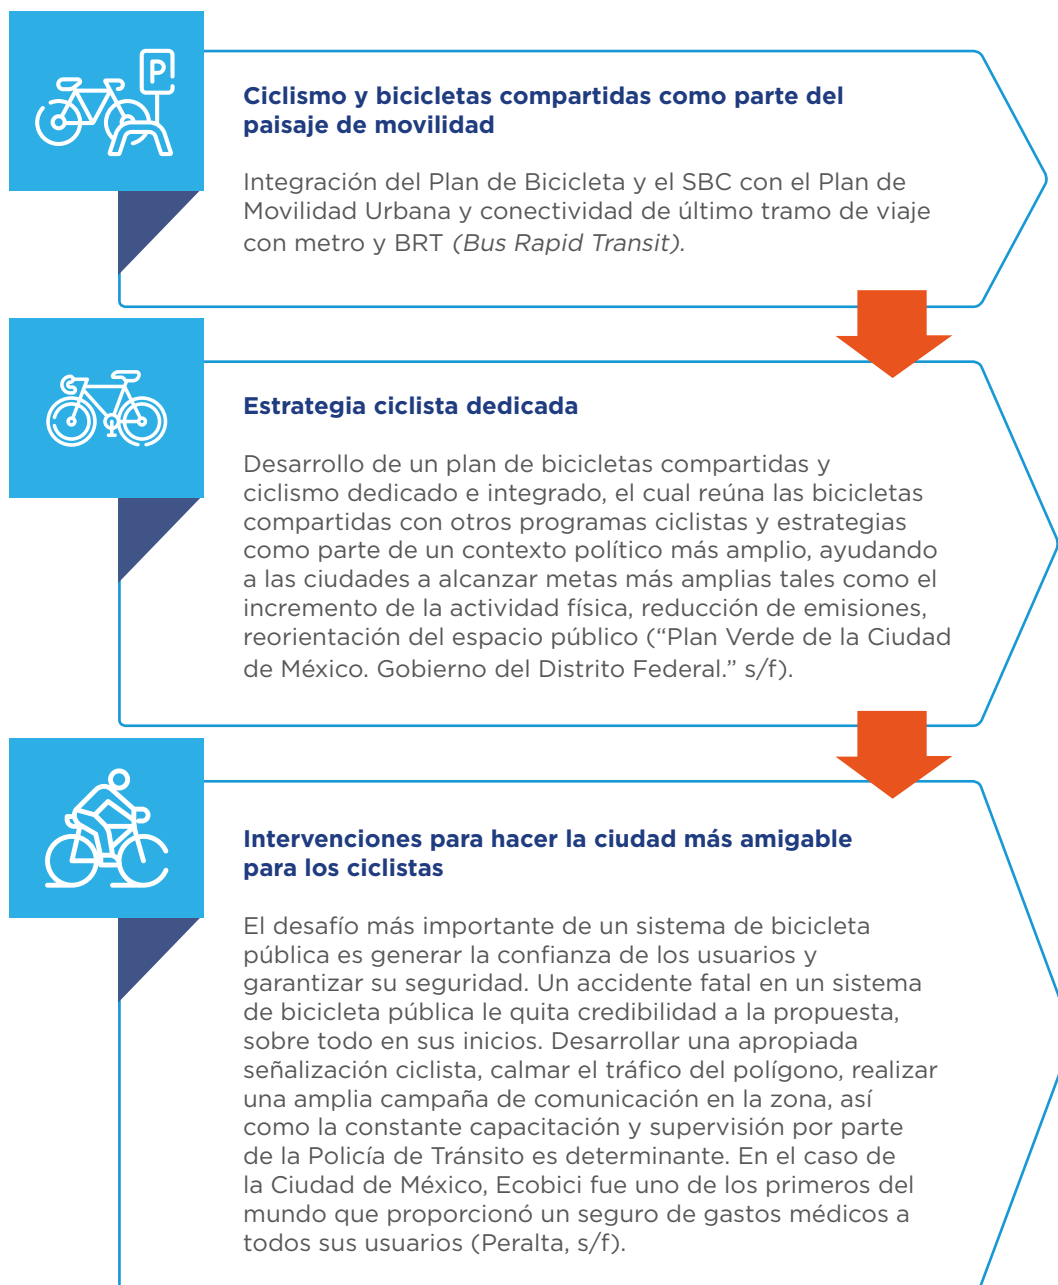 P
Ciclismo y bicicletas compartidas como parte del
paisaje de movilidad
Integración del Plan de Bicicleta y el SBC con el Plan de
Movilidad Urbana y conectividad de último tramo de viaje
con metro y BRT (Bus Rapid Transit).
Estrategia ciclista dedicada
Desarrollo de un plan de bicicletas compartidas y
ciclismo dedicado e integrado, el cual reúna las bicicletas
compartidas con otros programas ciclistas y estrategias
como parte de un contexto político más amplio, ayudando
a las ciudades a alcanzar metas más amplias tales como el
incremento de la actividad física, reducción de emisiones,
reorientación del espacio público (“Plan Verde de la Ciudad
de México. Gobierno del Distrito Federal.” s/f).
Intervenciones para hacer la ciudad más amigable
para los ciclistas
El desafío más importante de un sistema de bicicleta
pública es generar la confianza de los usuarios y
garantizar su seguridad. Un accidente fatal en un sistema
de bicicleta pública le quita credibilidad a la propuesta,
sobre todo en sus inicios. Desarrollar una apropiada
señalización ciclista, calmar el tráfico del polígono, realizar
una amplia campaña de comunicación en la zona, así
como la constante capacitación y supervisión por parte
de la Policía de Tránsito es determinante. En el caso de
la Ciudad de México, Ecobici fue uno de los primeros del
mundo que proporcionó un seguro de gastos médicos a
todos sus usuarios (Peralta, s/f).